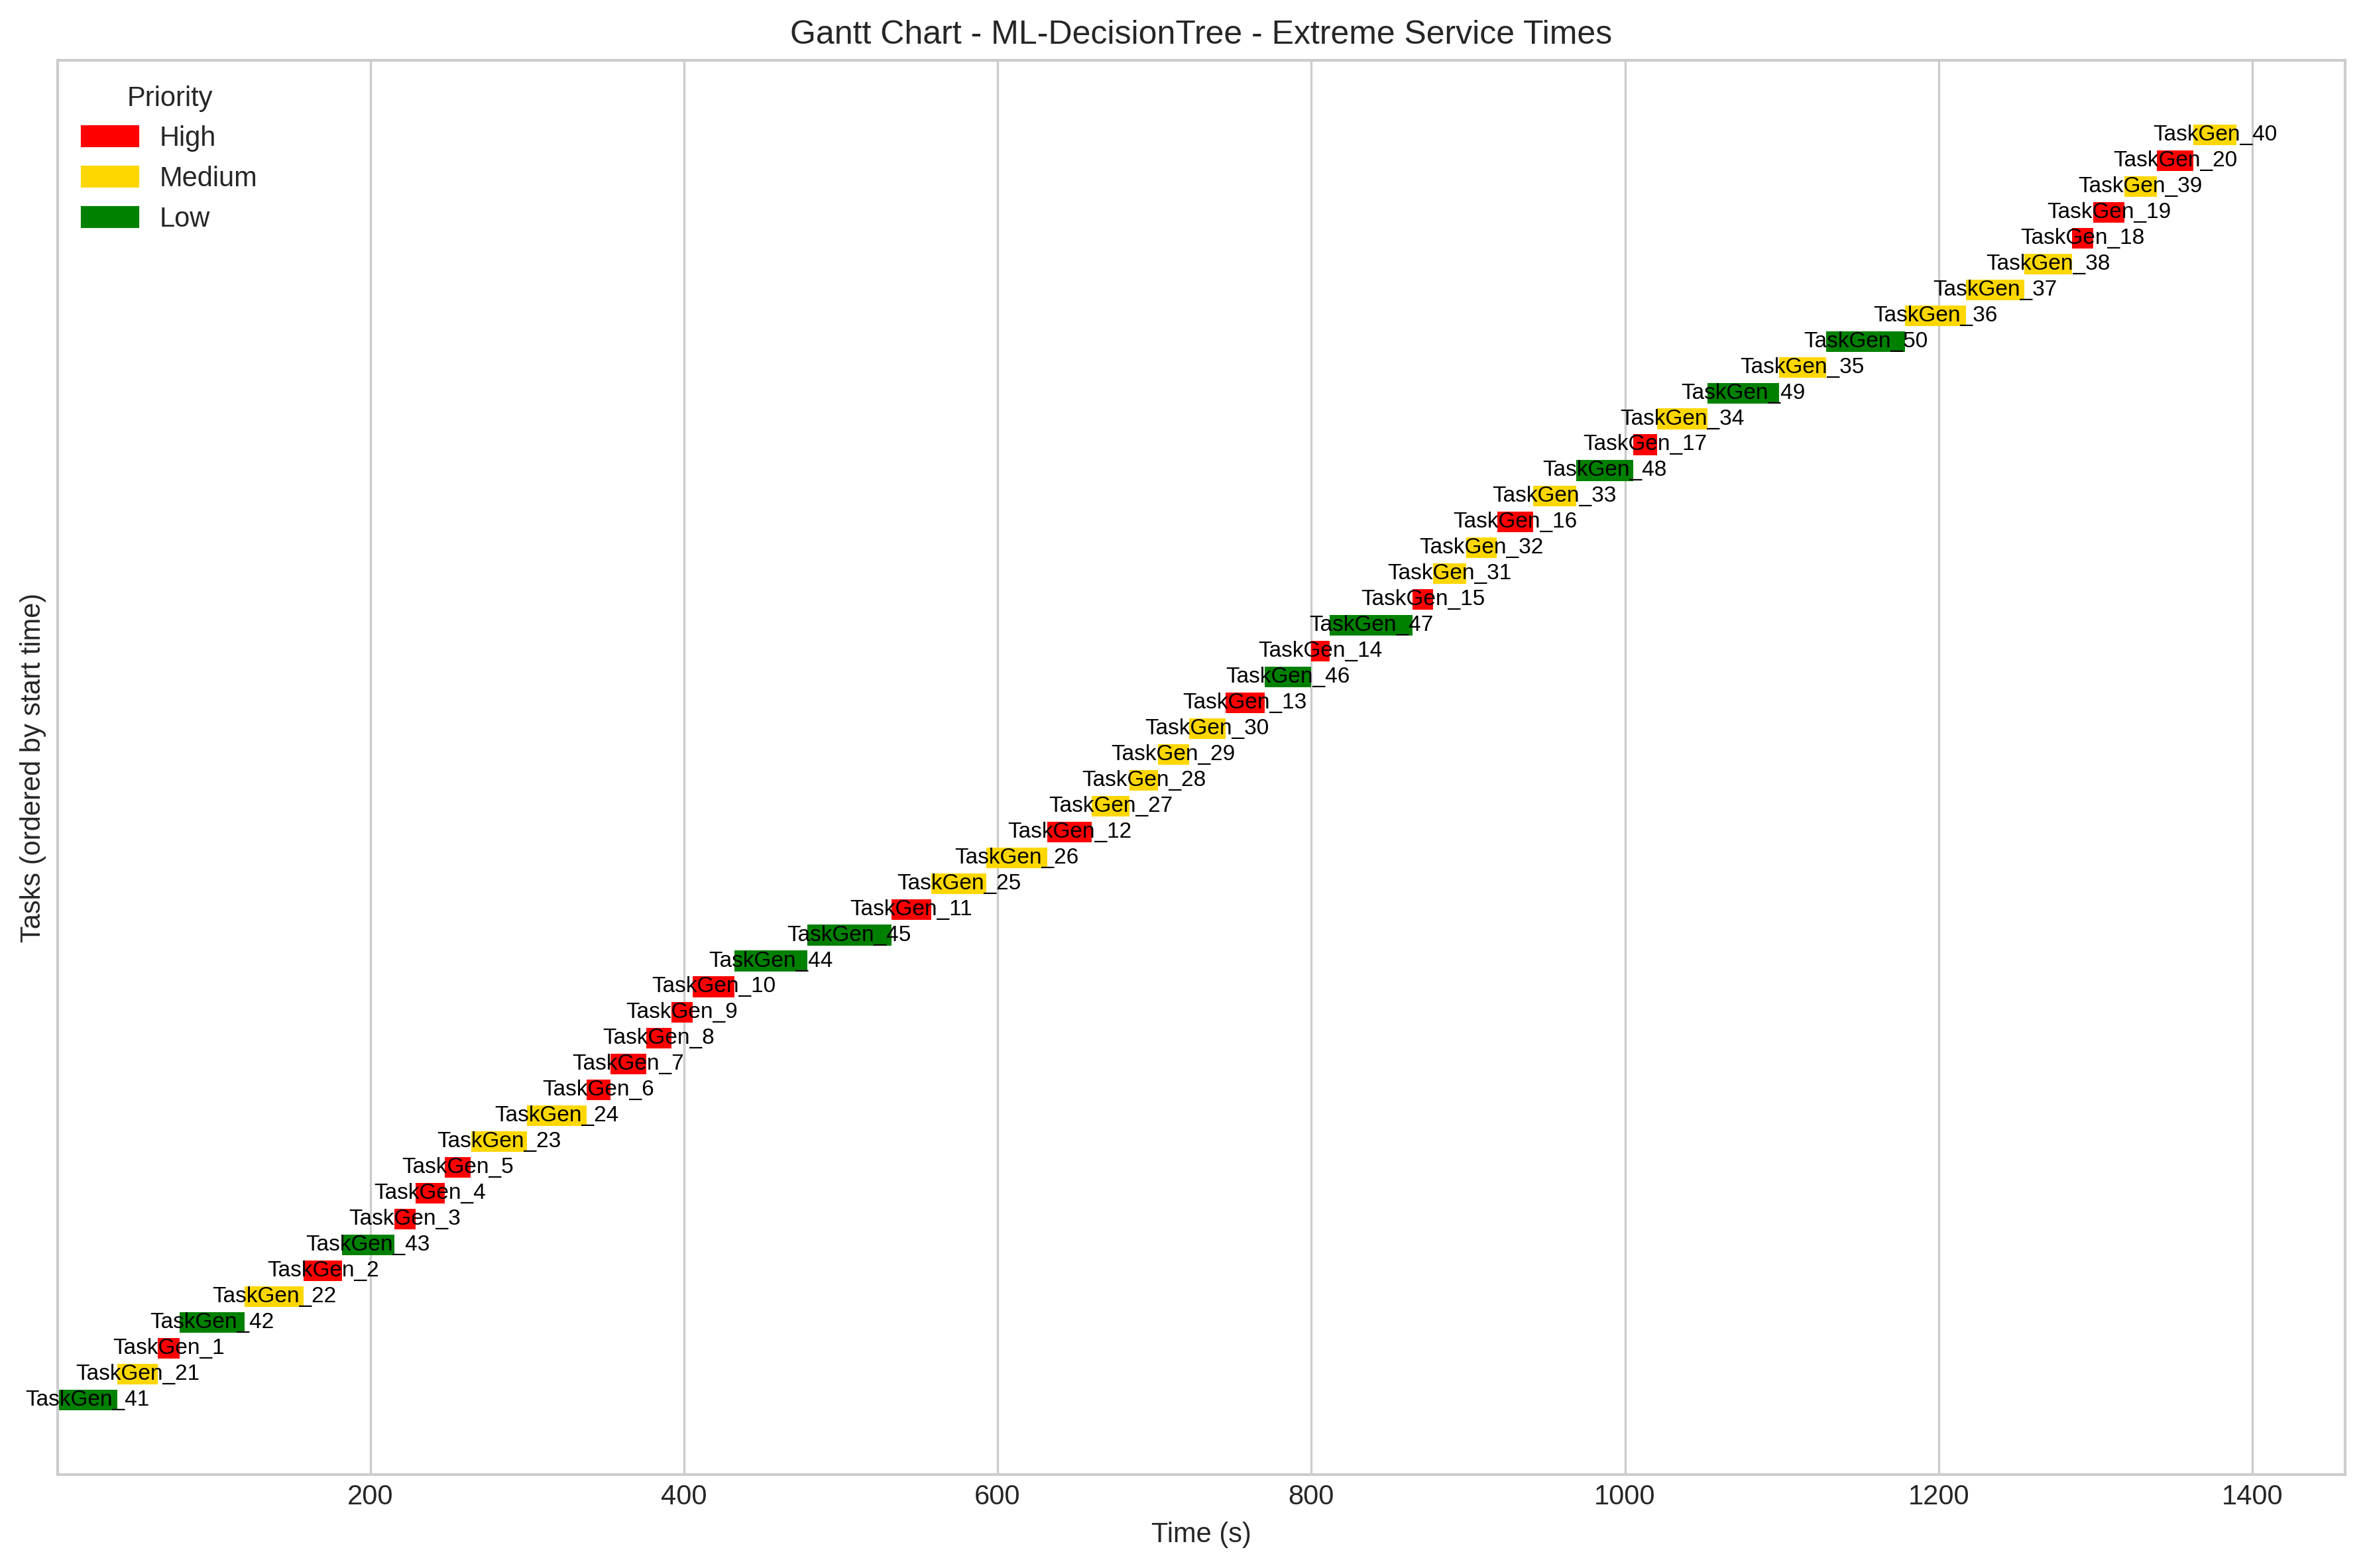 Gantt Chart - ML-DecisionTree - Extreme Service Times
Priority
High
Medium
Low
TaskGen_40
TaskGen_20
TaskGen_39
TaskGen_19
TaskGen_18
TaskGen_38
TaskGen_37
TaskGen_36
TaskGen_50
TaskGen_35
TaskGen_49
TaskGen_34
TaskGen_17
TaskGen_48
TaskGen_33
TaskGen_16
TaskGen_32
TaskGen_31
TaskGen_15
TaskGen_47
TaskGen_14
TaskGen_46
TaskGen_13
TaskGen_30
TaskGen_29
TaskGen_28
TaskGen_27
TaskGen_12
TaskGen_26
TaskGen_25
TaskGen_11
TaskGen_45
TaskGen_44
TaskGen_10
TaskGen_9
TaskGen_8
TaskGen_7
TaskGen_6
TaskGen_24
TaskGen_23
TaskGen_5
TaskGen_4
TaskGen_3
TaskGen_43
TaskGen_2
TaskGen_22
TaskGen_42
TaskGen_1
TaskGen_21
TaskGen_41
Tasks (ordered by start time)
200 400 600 800 1000 1200 1400
Time (s)